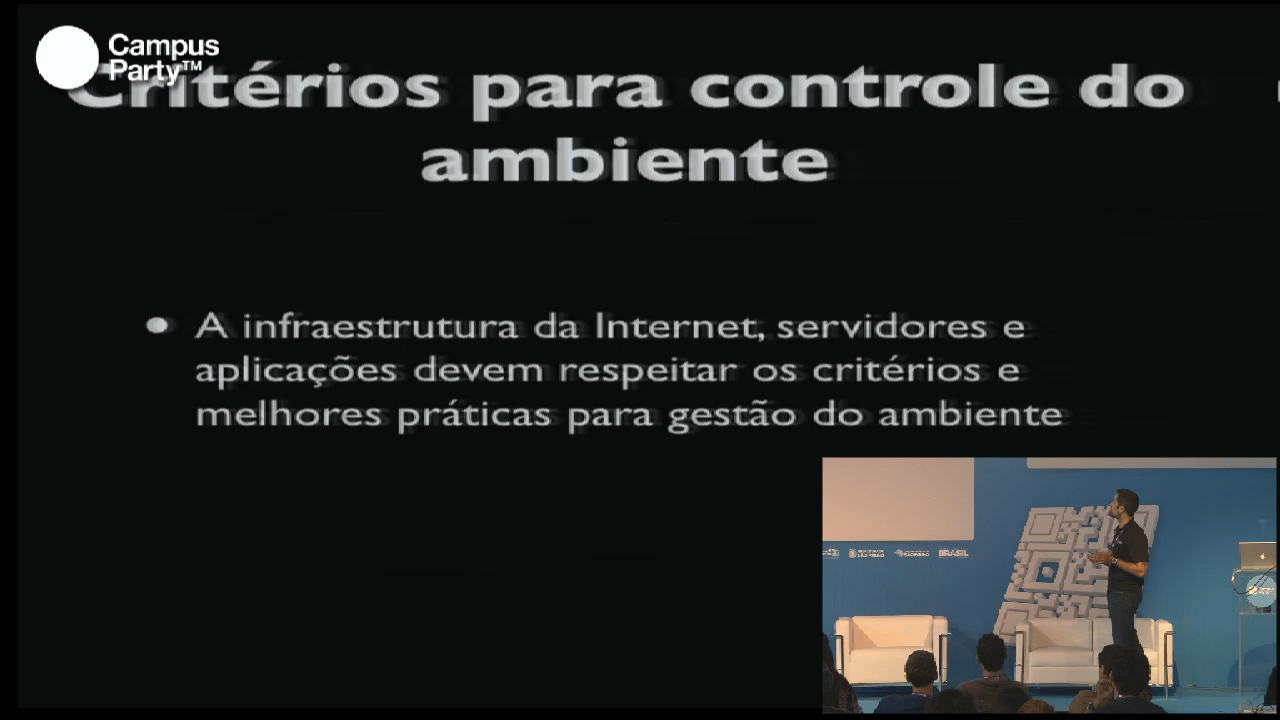 Campus
Party™
Critérios para controle do
ambiente
• A infraestrutura da Internet, servidores e
aplicações devem respeitar os critérios e
melhores práticas para gestão do ambiente
BRASIL